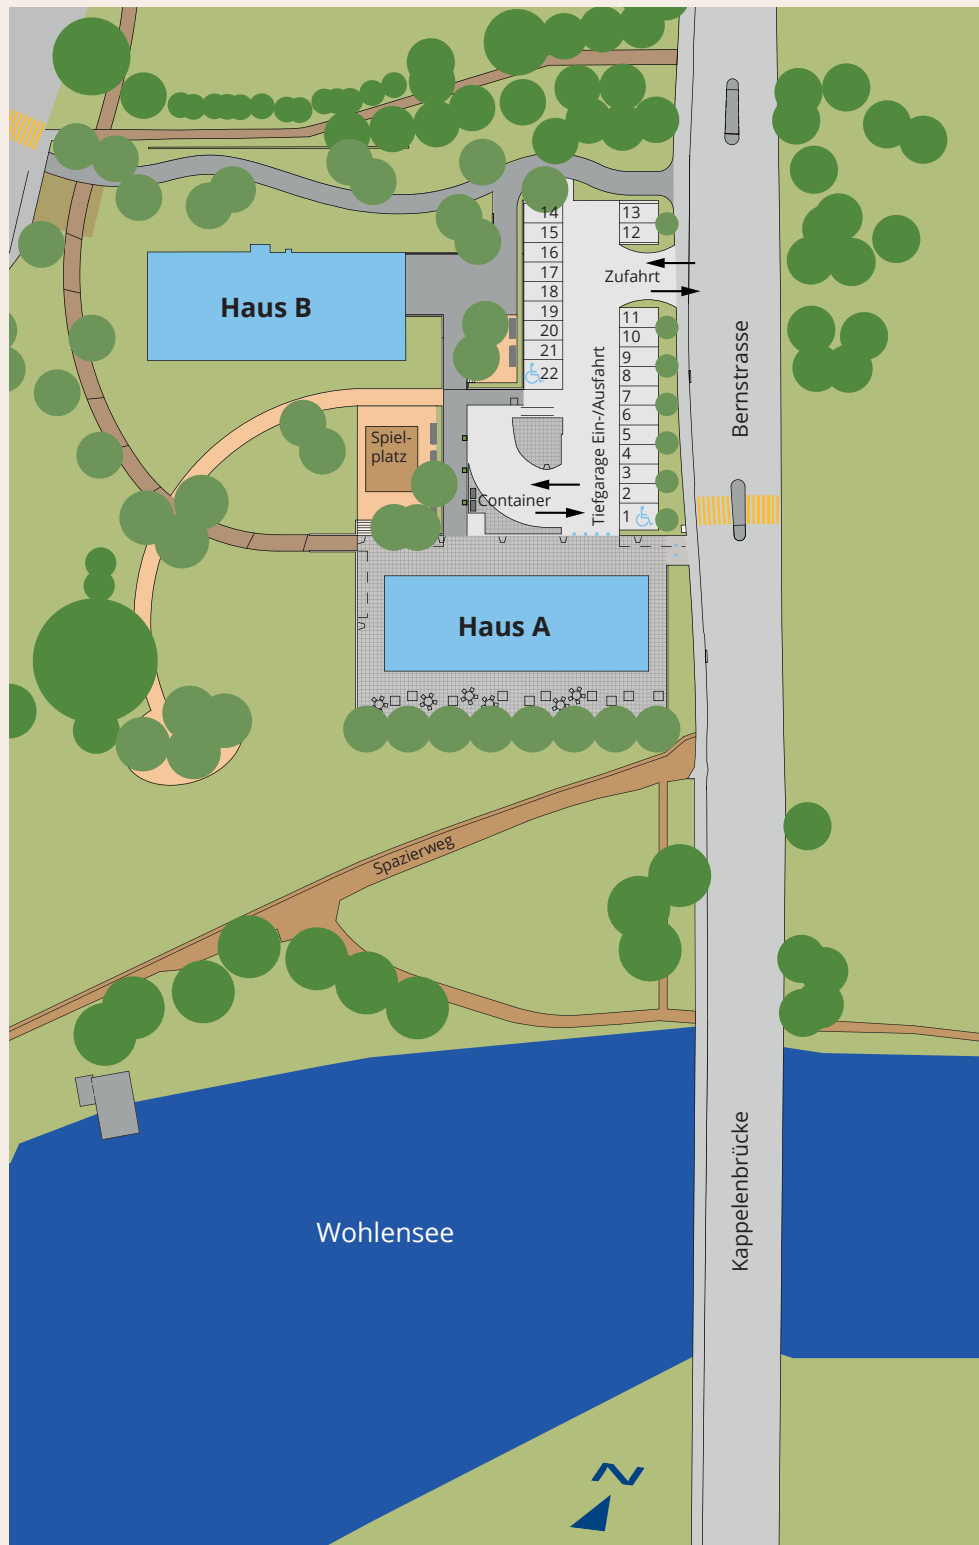 14
15
16
17
18
19
20
21
22
13
12
Zufahrt
11
10
9
8
7
6
5
4
3
2
1
Haus B
Bernstrasse
Tiefgarage Ein-/Ausfahrt
Spiel-
platz
Container
Haus A
Spazierweg
Kappelenbrücke
Wohlensee
N